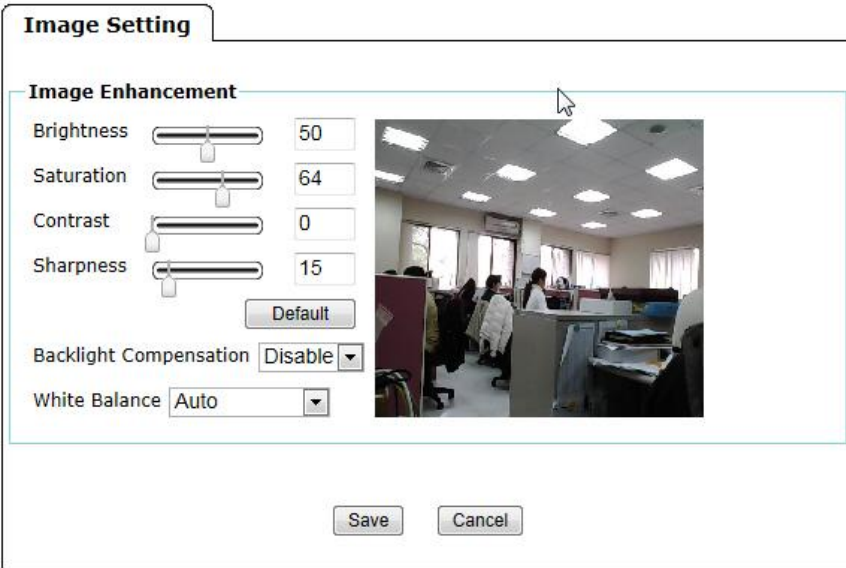 Image Setting
Image Enhancement
Brightness 50
Saturation 64
Contrast 0
Sharpness 15
Default
Backlight Compensation Disable
White Balance Auto
Save Cancel